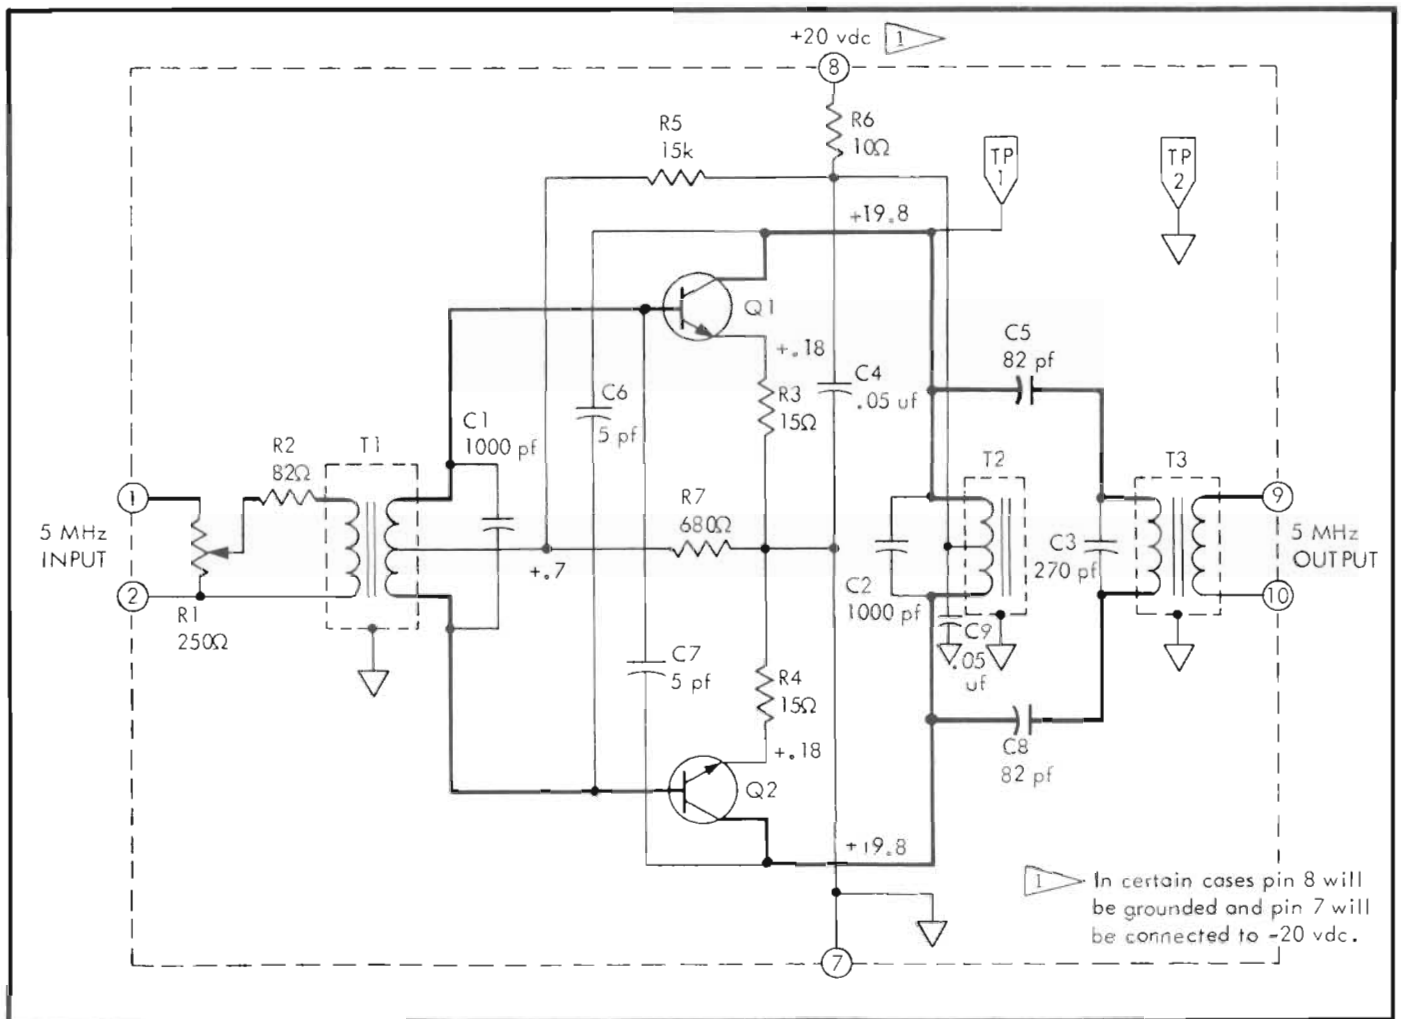 +20 vdc 1
8
R6
10Ω
R5
15k
TP
1
TP
2
+19.8
Q1
+.18
C5
82 pf
C6
5 pf
R3
15Ω
C4
.05 uf
C1
1000 pf
R2
82Ω
T1
T2
T3
1
R7
680Ω
9
5 MHz
INPUT
5 MHz
OUTPUT
C3
270 pf
+.7
2
R1
250Ω
C2
1000 pf
10
C9
.05
uf
C7
5 pf
R4
15Ω
+.18
C8
82 pf
Q2
+19.8
1 In certain cases pin 8 will
be grounded and pin 7 will
be connected to -20 vdc.
7